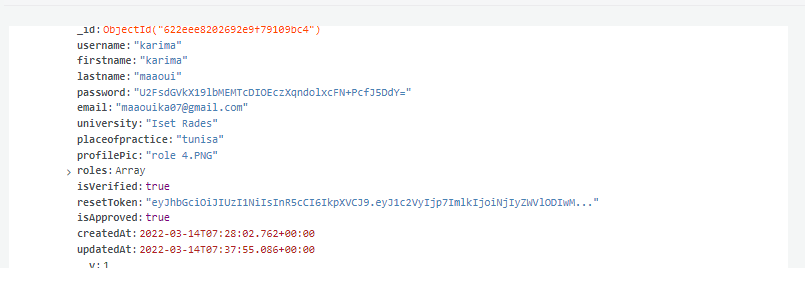 _id: ObjectId("622eee8202692e9f79109bc4")
username: "karima"
firstname: "karima"
lastname: "maaoui"
password: "U2FsdGVkX19lbMEMTcDIOEczXqndolxcFN+PcfJ5DdY="
email: "maaouika07@gmail.com"
university: "Iset Rades"
placeofpractice: "tunisa"
profilePic: "role 4.PNG"
> roles: Array
isVerified: true
resetToken: "eyJhbGciOiJIUzI1NiIsInR5cCI6IkpXVCJ9.eyJ1c2VyIjp7ImlkIjoiNjIyZWVlODIwM..."
isApproved: true
createdAt: 2022-03-14T07:28:02.762+00:00
updatedAt: 2022-03-14T07:37:55.086+00:00
__v: 1